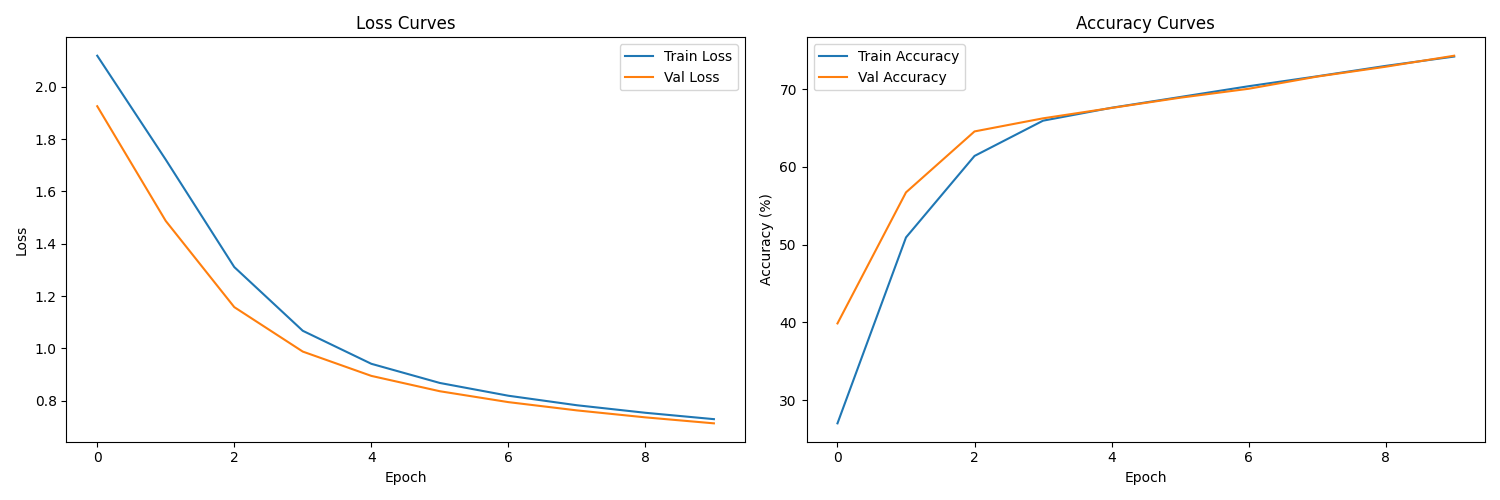 Loss Curves
Train Loss
Val Loss
2.0
1.8
1.6
1.4
1.2
1.0
0.8
Loss
0
2
4
6
8
Epoch
Accuracy Curves
Train Accuracy
Val Accuracy
70
60
50
40
30
Accuracy (%)
0
2
4
6
8
Epoch